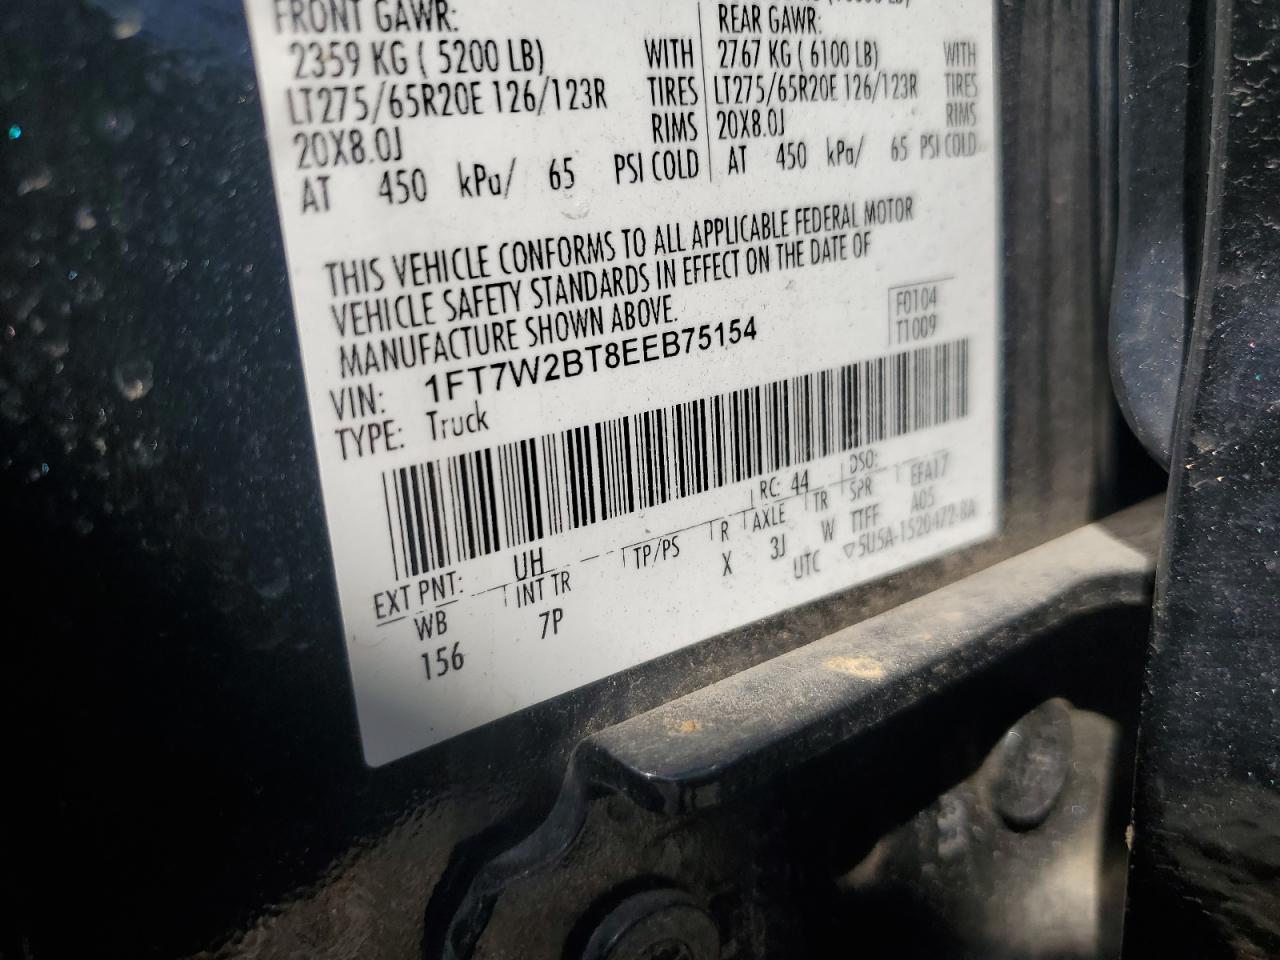 FRONT GAWR:
2359 KG ( 5200 LB) WITH
LT275/65R20E 126/123R TIRES
20X8.0J RIMS
AT 450 kPa/ 65 PSI COLD
REAR GAWR:
2767 KG ( 6100 LB) WITH
LT275/65R20E 126/123R TIRES
20X8.0J RIMS
AT 450 kPa/ 65 PSI COLD
THIS VEHICLE CONFORMS TO ALL APPLICABLE FEDERAL MOTOR
VEHICLE SAFETY STANDARDS IN EFFECT ON THE DATE OF
MANUFACTURE SHOWN ABOVE.
F0104
T1009
VIN: 1FT7W2BT8EEB75154
TYPE: Truck
EXT PNT: UH RC: 44 DSO:
WB INT TR TP/PS R AXLE TR SPR EFA17
156 7P X 3J W TTFF A05
UTC ▽5U5A-1520472-BA